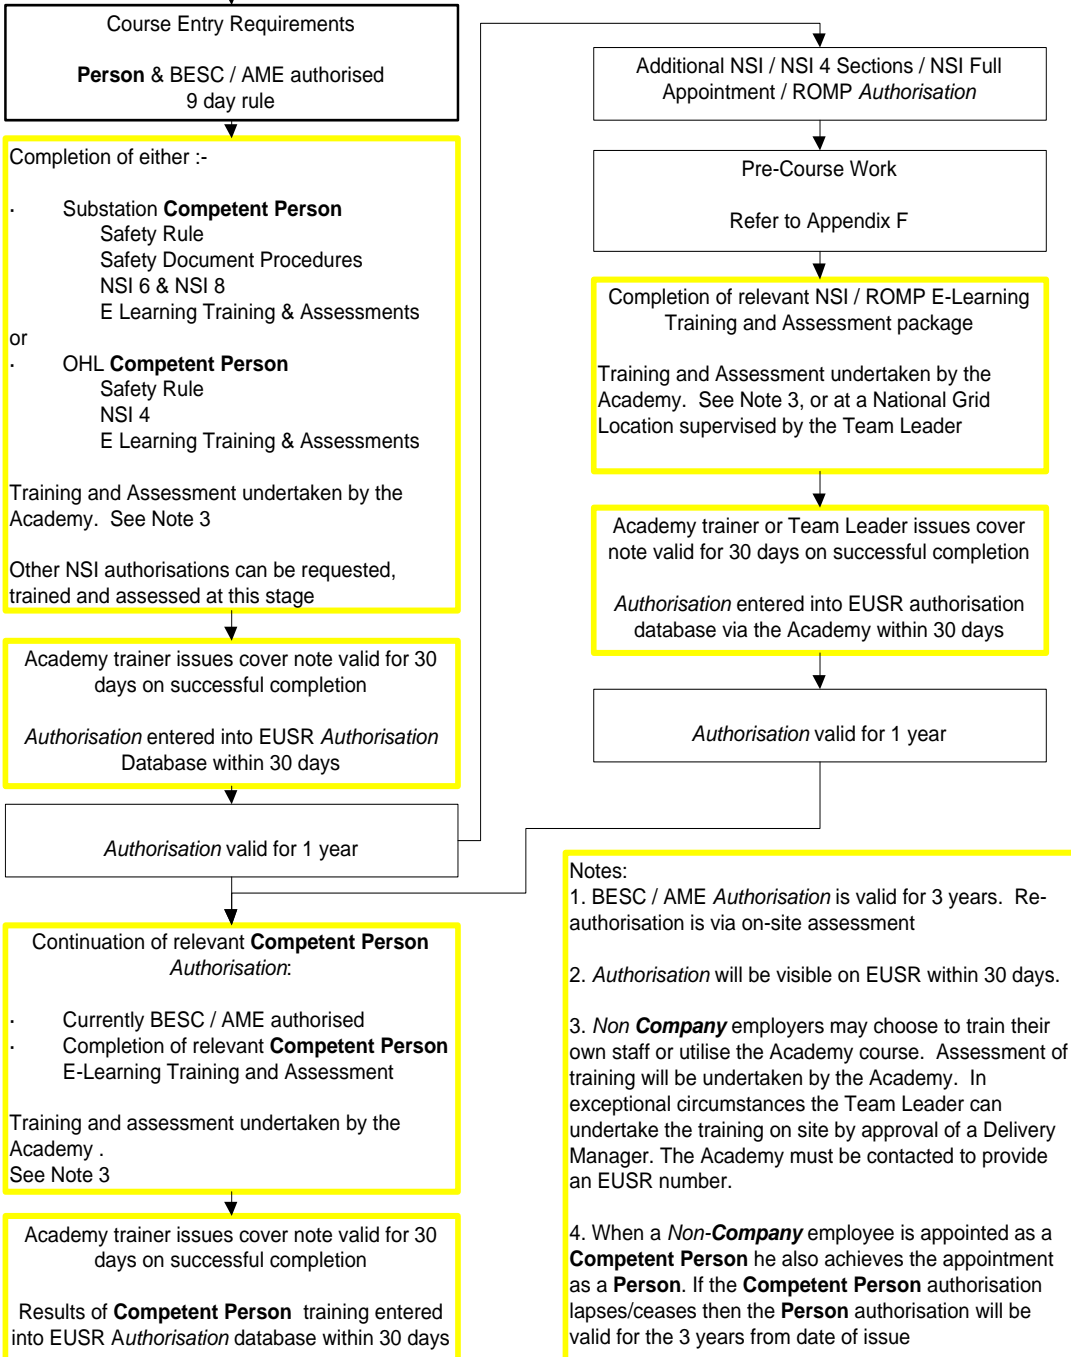 Course Entry Requirements
Person & BESC / AME authorised
9 day rule
Completion of either :-
· Substation Competent Person
Safety Rule
Safety Document Procedures
NSI 6 & NSI 8
E Learning Training & Assessments
or
· OHL Competent Person
Safety Rule
NSI 4
E Learning Training & Assessments
Training and Assessment undertaken by the
Academy.  See Note 3
Other NSI authorisations can be requested,
trained and assessed at this stage
Academy trainer issues cover note valid for 30
days on successful completion
Authorisation entered into EUSR Authorisation
Database within 30 days
Authorisation valid for 1 year
Continuation of relevant Competent Person
Authorisation:
· Currently BESC / AME authorised
· Completion of relevant Competent Person
E-Learning Training and Assessment
Training and assessment undertaken by the
Academy .
See Note 3
Academy trainer issues cover note valid for 30
days on successful completion
Results of Competent Person  training entered
into EUSR Authorisation database within 30 days
Additional NSI / NSI 4 Sections / NSI Full
Appointment / ROMP Authorisation
Pre-Course Work
Refer to Appendix F
Completion of relevant NSI / ROMP E-Learning
Training and Assessment package
Training and Assessment undertaken by the
Academy.  See Note 3, or at a National Grid
Location supervised by the Team Leader
Academy trainer or Team Leader issues cover
note valid for 30 days on successful completion
Authorisation entered into EUSR authorisation
database via the Academy within 30 days
Authorisation valid for 1 year
Notes:
1. BESC / AME Authorisation is valid for 3 years.  Re-
authorisation is via on-site assessment
2. Authorisation will be visible on EUSR within 30 days.
3. Non Company employers may choose to train their
own staff or utilise the Academy course.  Assessment of
training will be undertaken by the Academy.  In
exceptional circumstances the Team Leader can
undertake the training on site by approval of a Delivery
Manager. The Academy must be contacted to provide
an EUSR number.
4. When a Non-Company employee is appointed as a
Competent Person he also achieves the appointment
as a Person. If the Competent Person authorisation
lapses/ceases then the Person authorisation will be
valid for the 3 years from date of issue